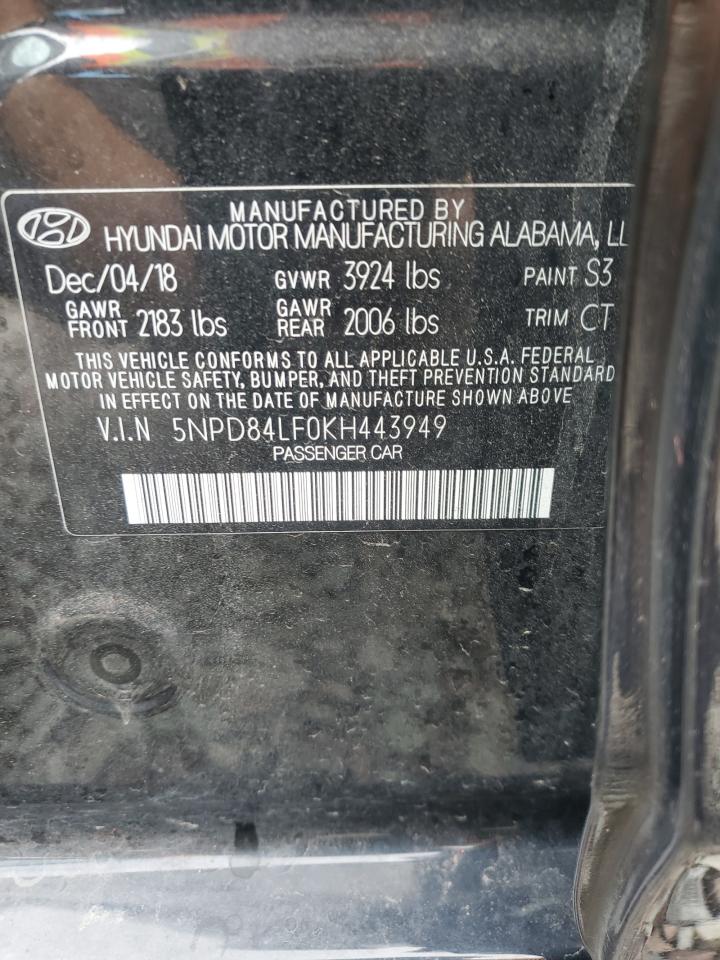 MANUFACTURED BY
HYUNDAI MOTOR MANUFACTURING ALABAMA, LL
Dec/04/18 GVWR 3924 lbs PAINT S3
GAWR FRONT 2183 lbs GAWR REAR 2006 lbs TRIM CT
THIS VEHICLE CONFORMS TO ALL APPLICABLE U.S.A. FEDERAL
MOTOR VEHICLE SAFETY, BUMPER, AND THEFT PREVENTION STANDARD
IN EFFECT ON THE DATE OF MANUFACTURE SHOWN ABOVE
V.I.N 5NPD84LF0KH443949
PASSENGER CAR